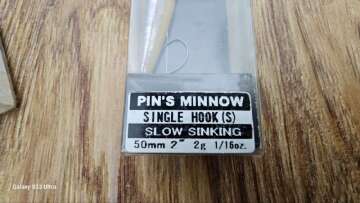 PIN'S MINNOW
SINGLE HOOK(S)
SLOW SINKING
50mm 2" 2g 1/16oz.
Galaxy S23 Ultra